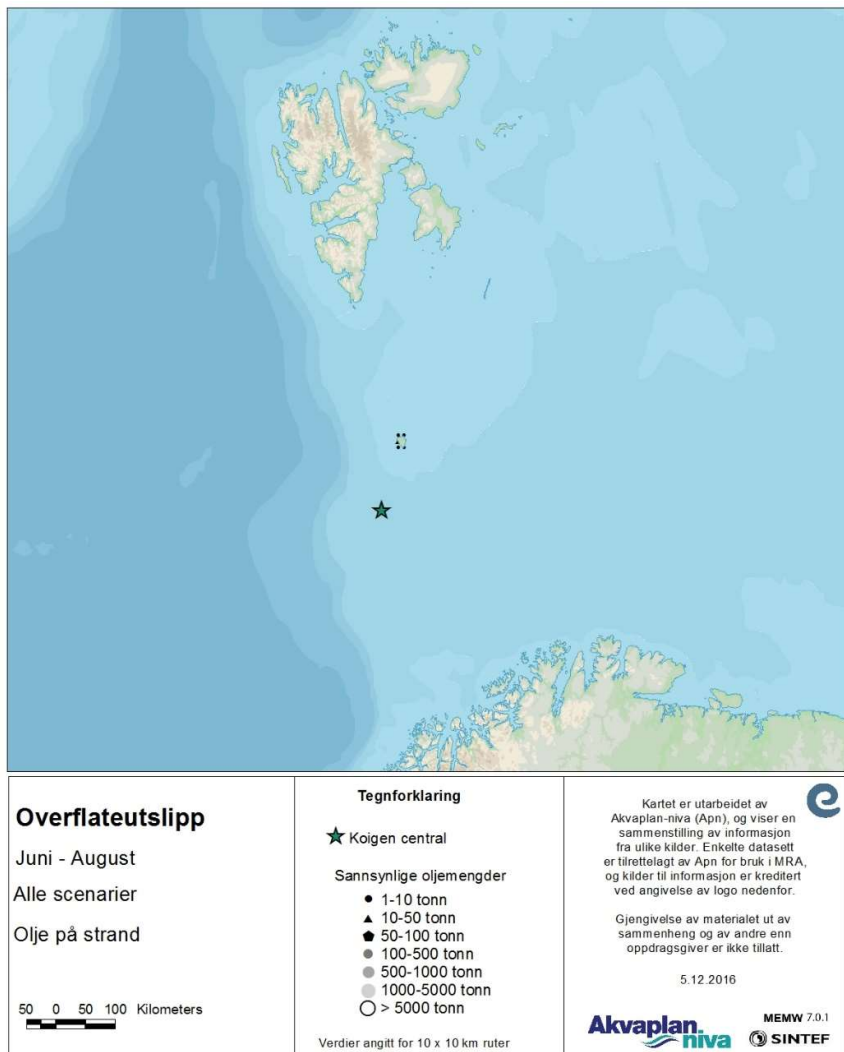 Overflateutslipp
Juni - August
Alle scenarier
Olje på strand
50 0 50 100 Kilometers
Tegnforklaring
Koigen central
Sannsynlige oljemengder
1-10 tonn
10-50 tonn
50-100 tonn
100-500 tonn
500-1000 tonn
1000-5000 tonn
> 5000 tonn
Verdier angitt for 10 x 10 km ruter
Kartet er utarbeidet av
Akvaplan-niva (Apn), og viser en
sammenstilling av informasjon
fra ulike kilder. Enkelte datasett
er tilrettelagt av Apn for bruk i MRA,
og kilder til informasjon er kreditert
ved angivelse av logo nedenfor.
Gjengivelse av materialet ut av
sammenheng og av andre enn
oppdragsgiver er ikke tillatt.
5.12.2016
Akvaplan
niva
MEMW 7.0.1
SINTEF